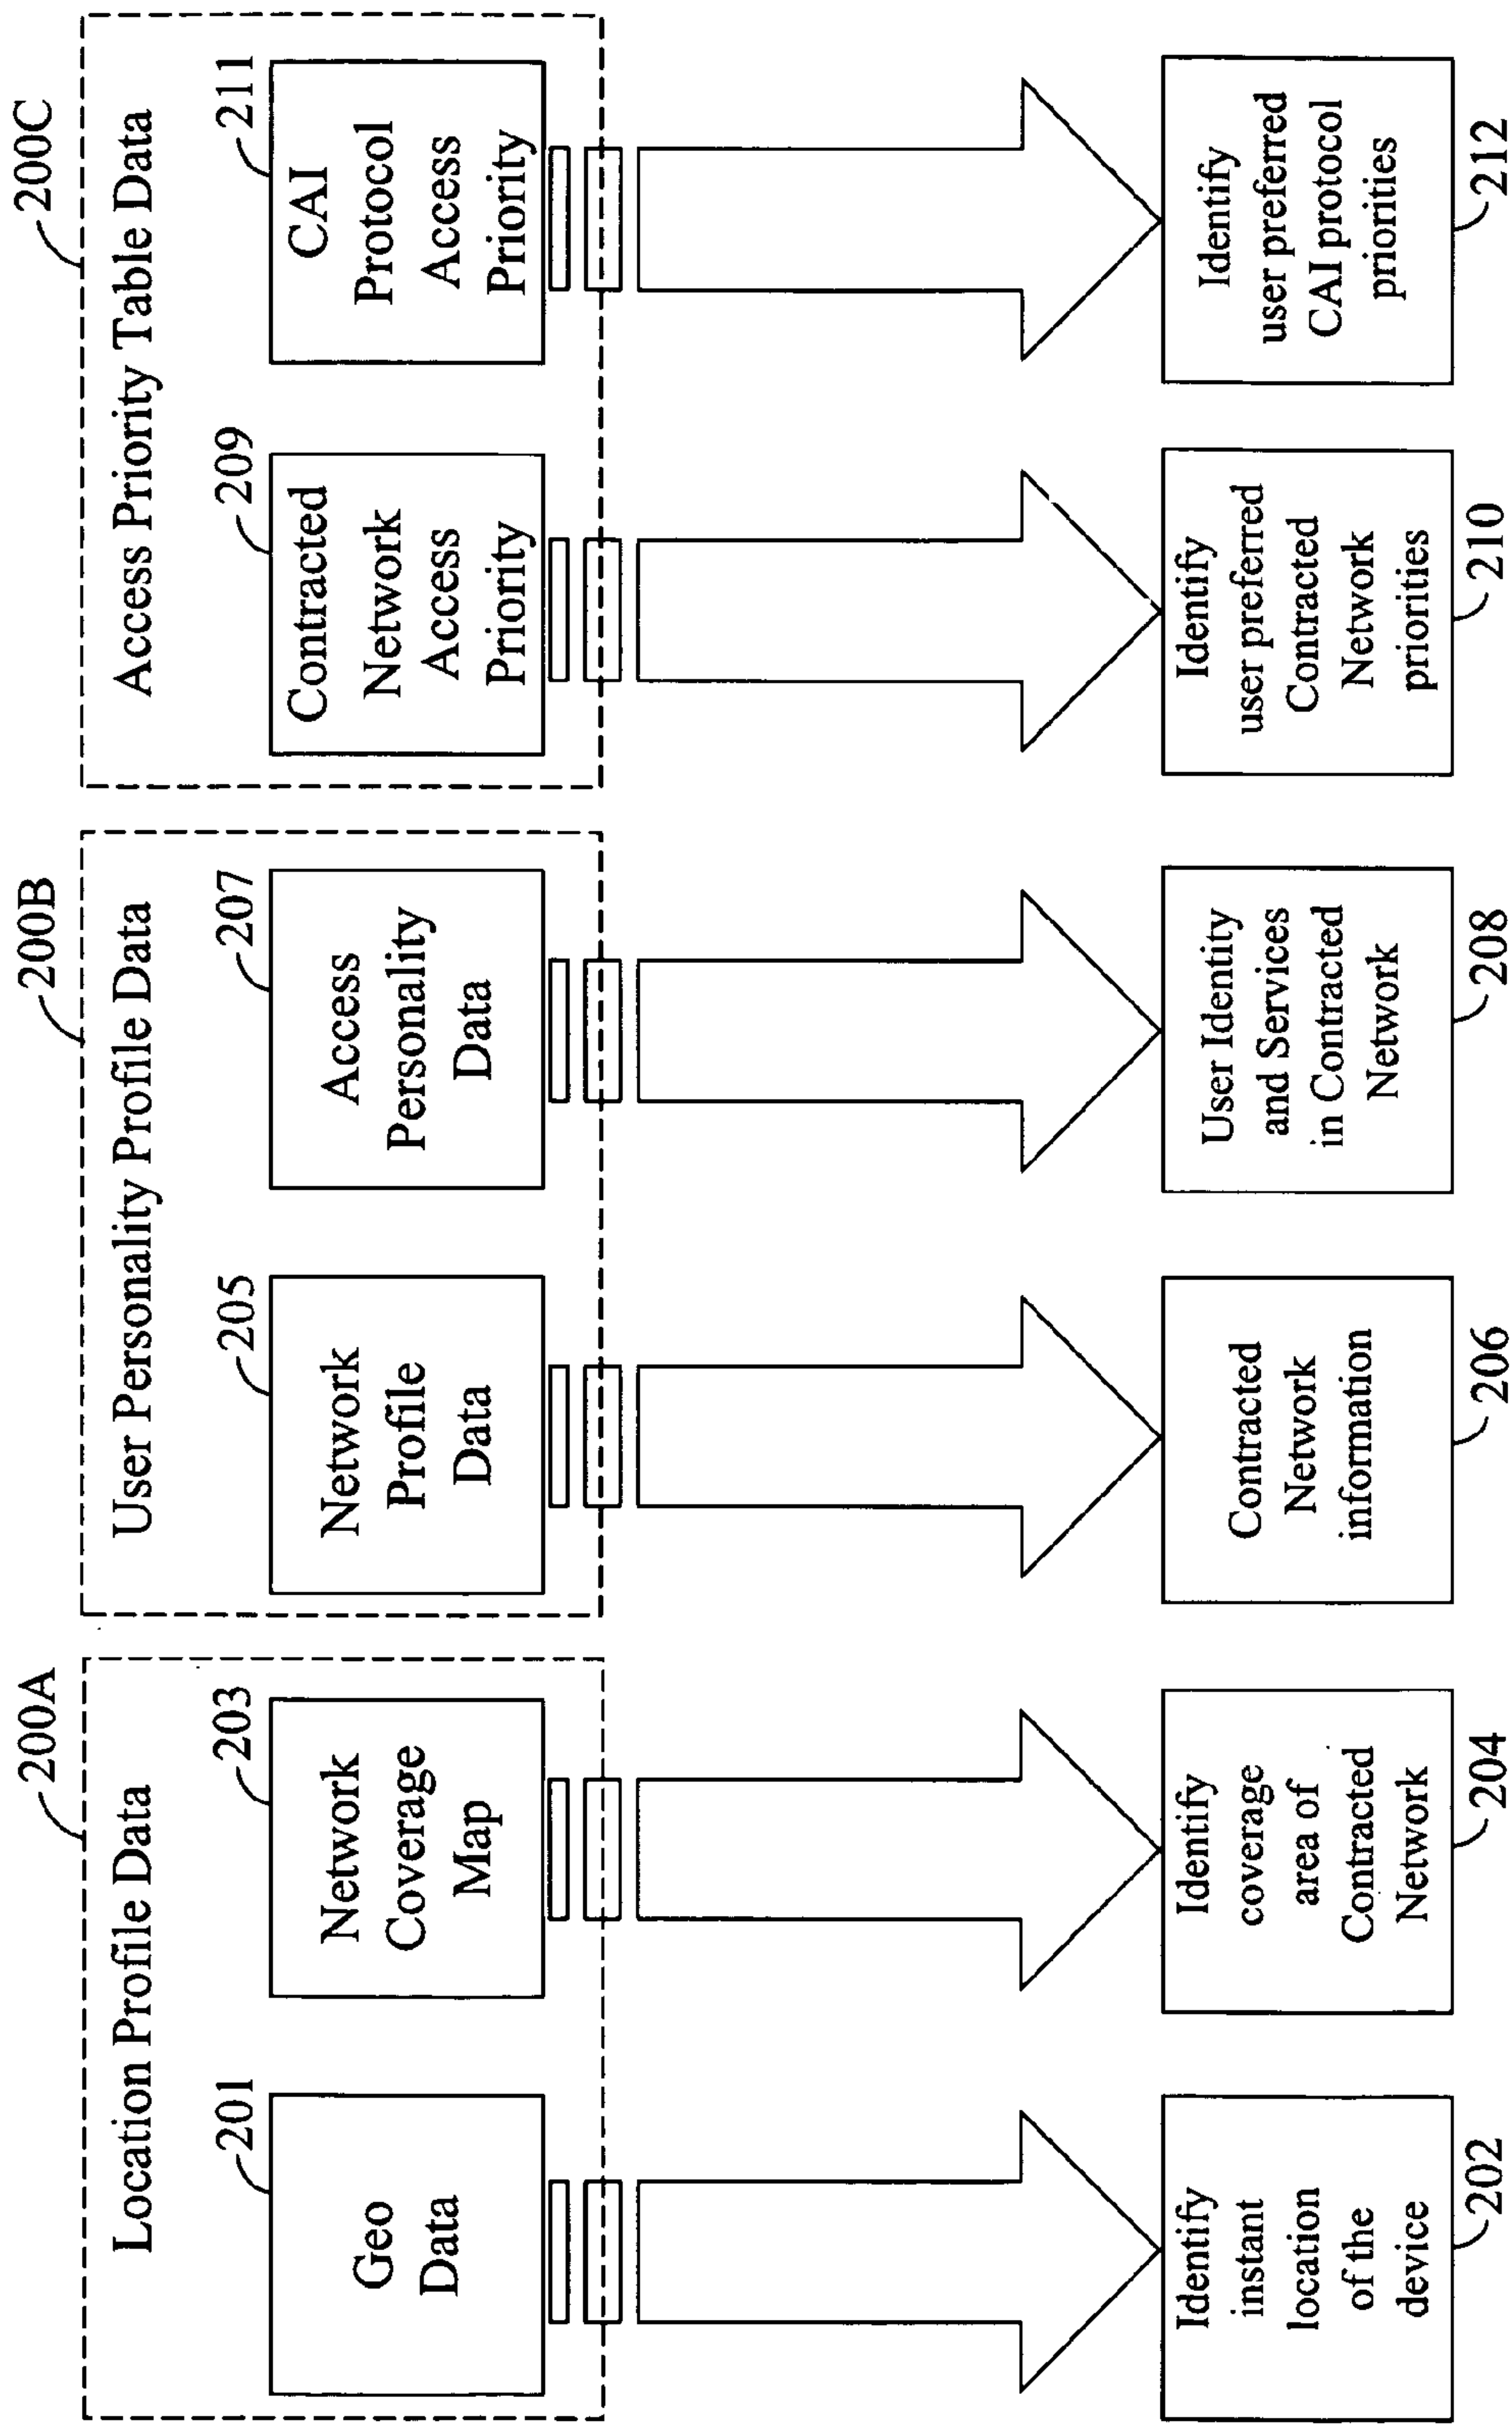 200A
Location Profile Data
201
Geo
Data
203
Network
Coverage
Map
Identify
instant
location
of the
device
202
Identify
coverage
area of
Contracted
Network
204
200B
User Personality Profile Data
205
Network
Profile
Data
207
Access
Personality
Data
Contracted
Network
information
206
User Identity
and Services
in Contracted
Network
208
200C
Access Priority Table Data
209
Contracted
Network
Access
Priority
211
CAI
Protocol
Access
Priority
Identify
user preferred
Contracted
Network
priorities
210
Identify
user preferred
CAI protocol
priorities
212